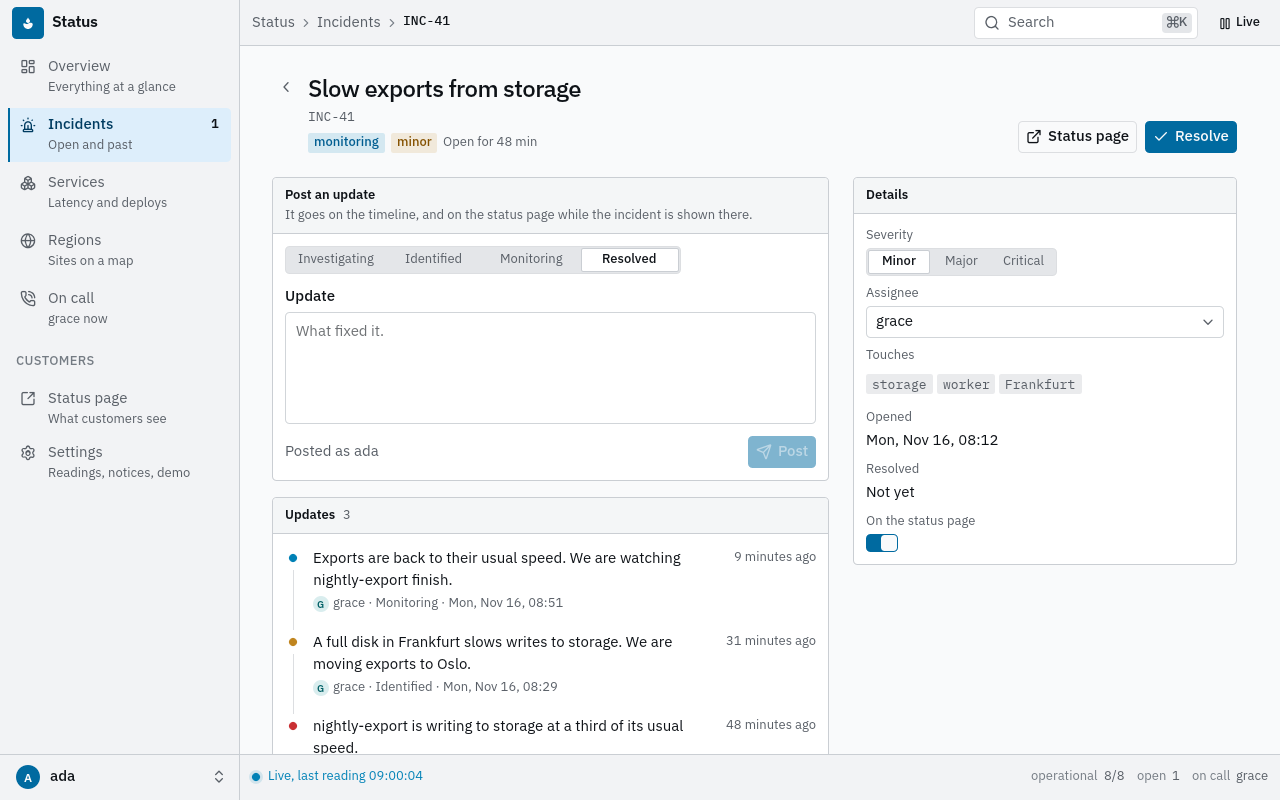 Status
Overview
Everything at a glance
Incidents 1
Open and past
Services
Latency and deploys
Regions
Sites on a map
On call
grace now
CUSTOMERS
Status page
What customers see
Settings
Readings, notices, demo
A ada
Status > Incidents > INC-41
Search ⌘K
Live
Slow exports from storage
INC-41
monitoring minor Open for 48 min
Status page
Resolve
Post an update
It goes on the timeline, and on the status page while the incident is shown there.
Investigating Identified Monitoring Resolved
Update
What fixed it.
Posted as ada
Post
Updates 3
Exports are back to their usual speed. We are watching
nightly-export finish.
9 minutes ago
G grace · Monitoring · Mon, Nov 16, 08:51
A full disk in Frankfurt slows writes to storage. We are
moving exports to Oslo.
31 minutes ago
G grace · Identified · Mon, Nov 16, 08:29
nightly-export is writing to storage at a third of its usual
speed.
48 minutes ago
Details
Severity
Minor Major Critical
Assignee
grace
Touches
storage worker Frankfurt
Opened
Mon, Nov 16, 08:12
Resolved
Not yet
On the status page
Live, last reading 09:00:04
operational 8/8 open 1 on call grace